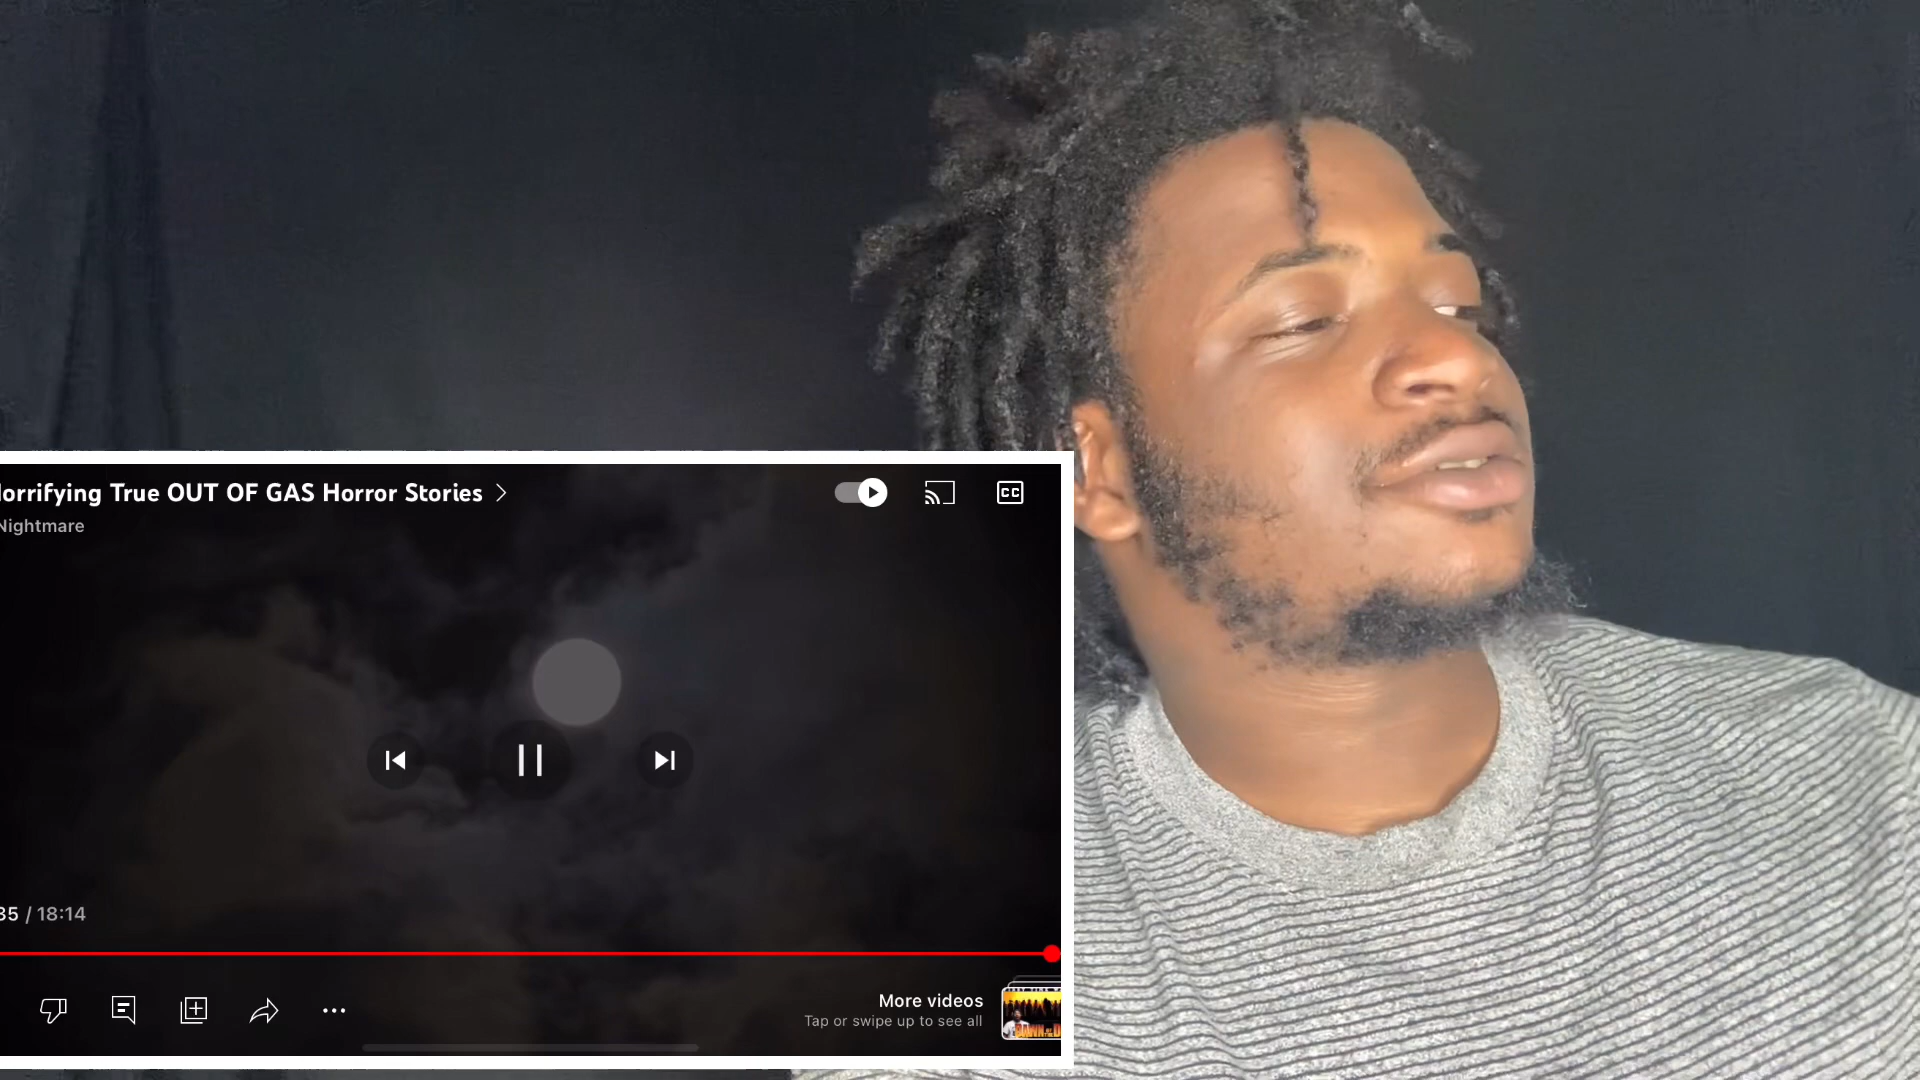 orrifying True OUT OF GAS Horror Stories
Nightmare
CC
35 / 18:14
More videos
Tap or swipe up to see all